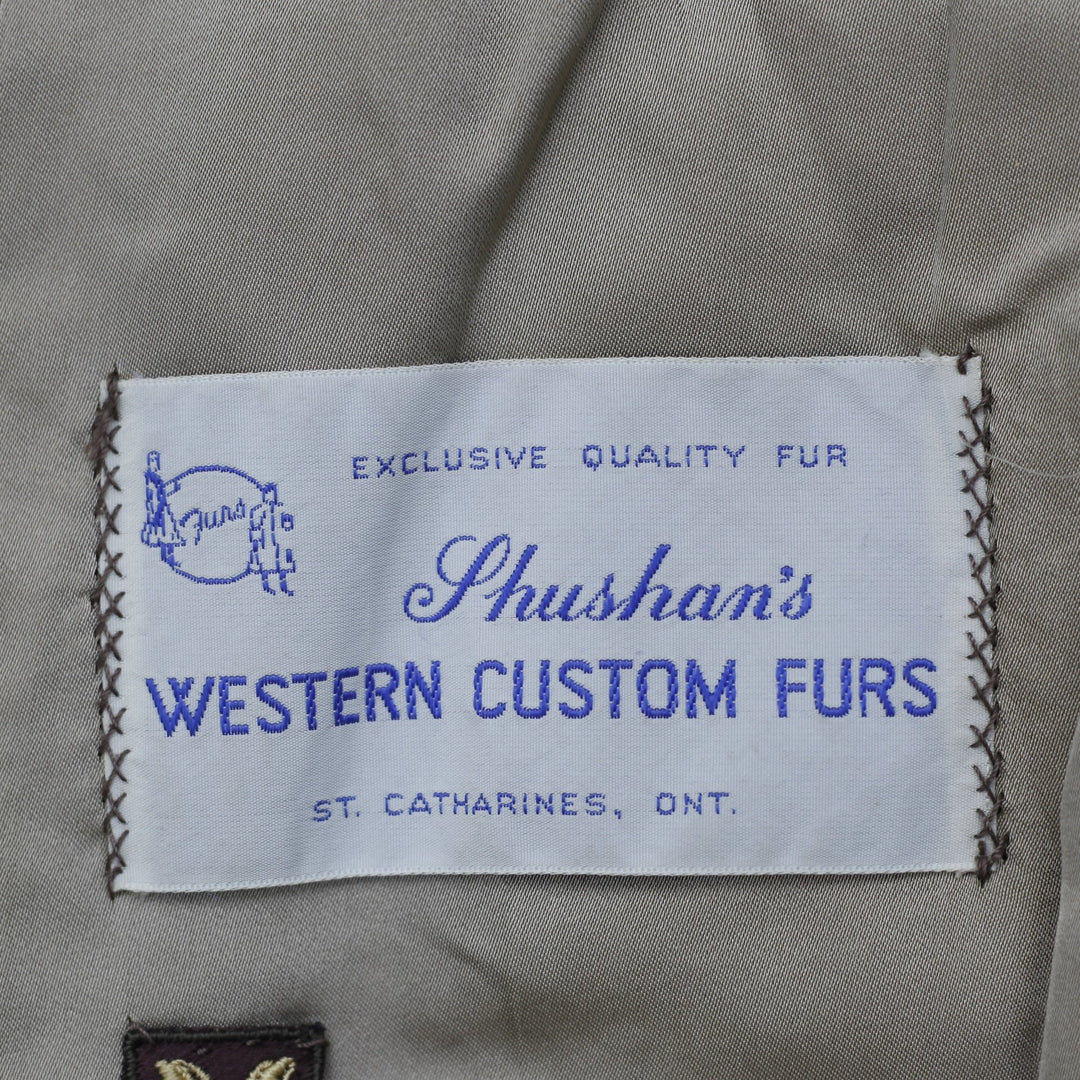 EXCLUSIVE QUALITY FUR
Furs
Shushan's
WESTERN CUSTOM FURS
ST. CATHARINES, ONT.